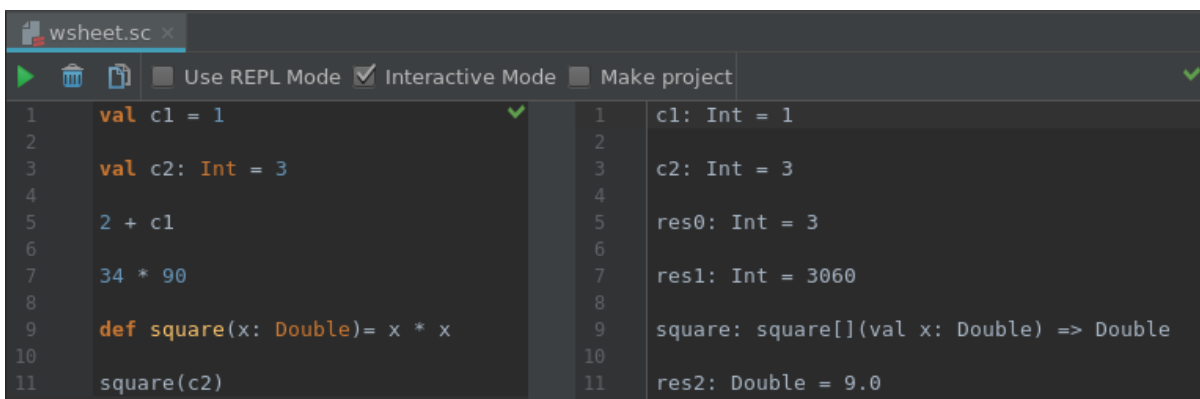 wsheet.sc
Use REPL Mode Interactive Mode Make project
1 val c1 = 1 1 c1: Int = 1
2 2
3 val c2: Int = 3 3 c2: Int = 3
4 4
5 2 + c1 5 res0: Int = 3
6 6
7 34 * 90 7 res1: Int = 3060
8 8
9 def square(x: Double)= x * x 9 square: square[](val x: Double) => Double
10 10
11 square(c2) 11 res2: Double = 9.0